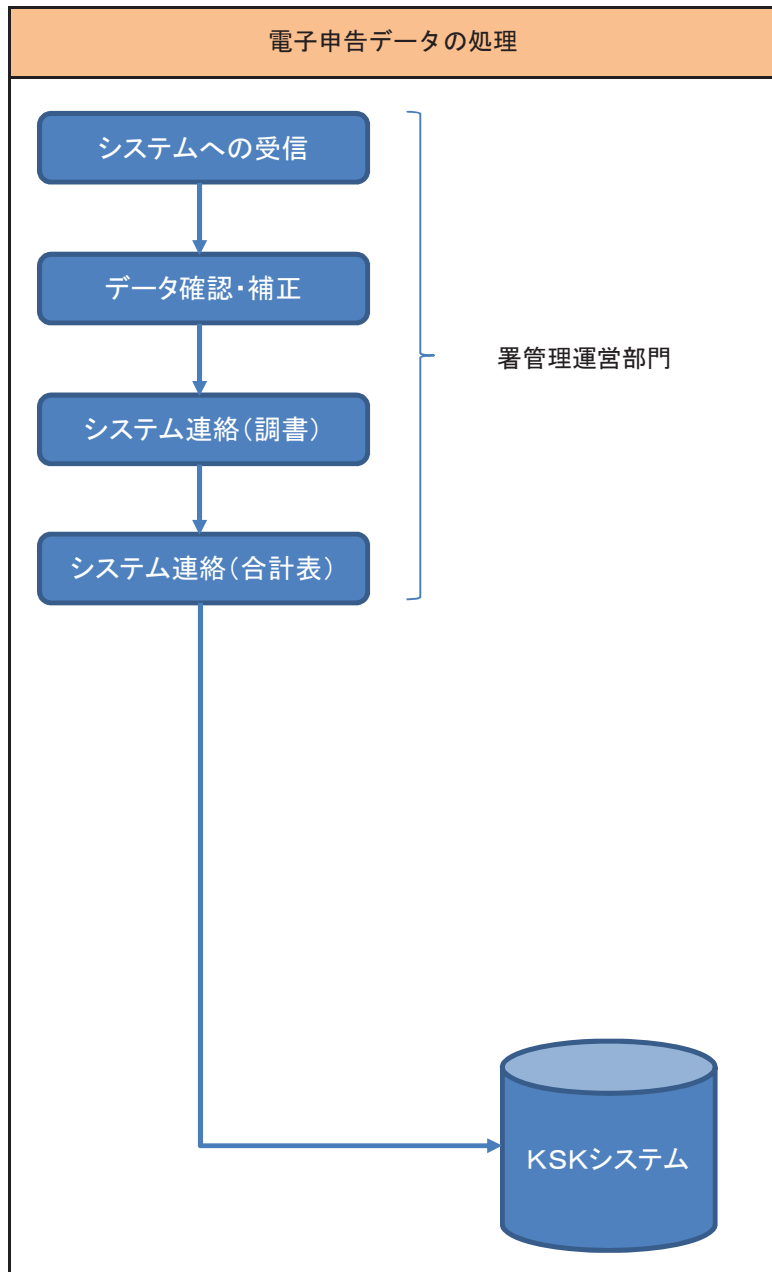 電子申告データの処理
システムへの受信
データ確認・補正
署管理運営部門
システム連絡（調書）
システム連絡（合計表）
KSKシステム